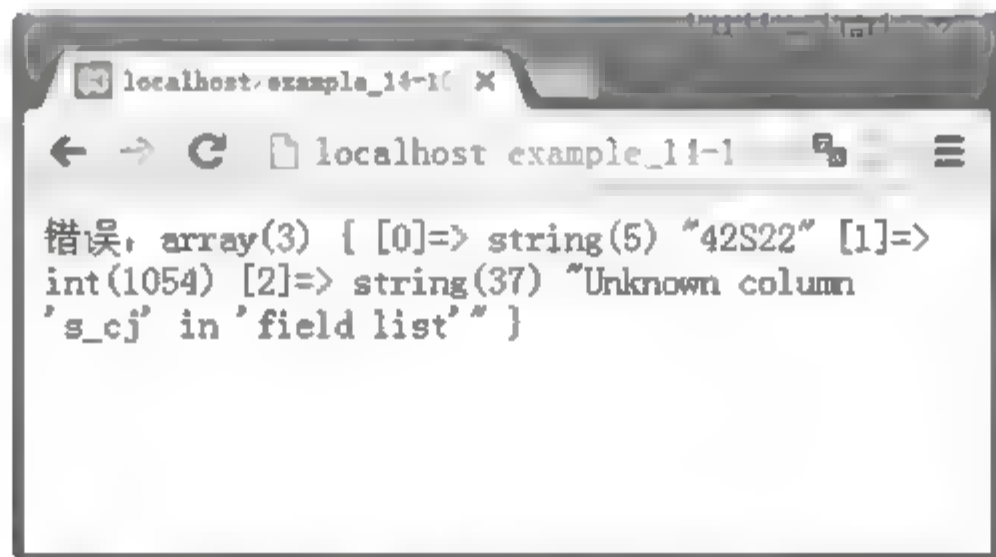 localhost/example_14-10
localhost example_14-1
错误: array(3) { [0]=> string(5) "42S22" [1]=>
int(1054) [2]=> string(37) "Unknown column
's_cj' in 'field list'" }